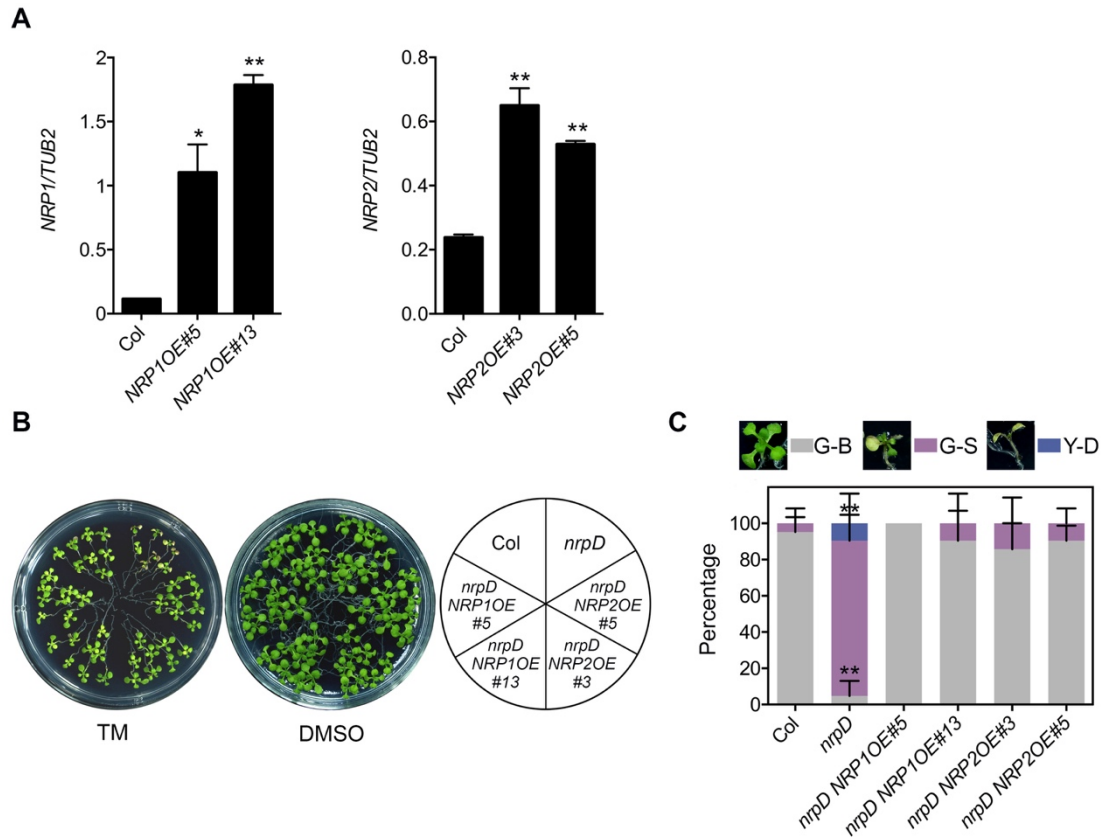 A
NRP1/TUB2
2
1.5
1
0.5
0
*
**
Col
NRP1OE#5
NRP1OE#13
NRP2/TUB2
0.8
0.6
0.4
0.2
0.0
**
**
Col
NRP2OE#3
NRP2OE#5
B
TM
DMSO
Col
nrpD
nrpD
NRP1OE
#5
nrpD
NRP2OE
#5
nrpD
NRP1OE
#13
nrpD
NRP2OE
#3
C
G-B
G-S
Y-D
Percentage
100
80
60
40
20
0
**
**
Col
nrpD
nrpD NRP1OE#5
nrpD NRP1OE#13
nrpD NRP2OE#3
nrpD NRP2OE#5